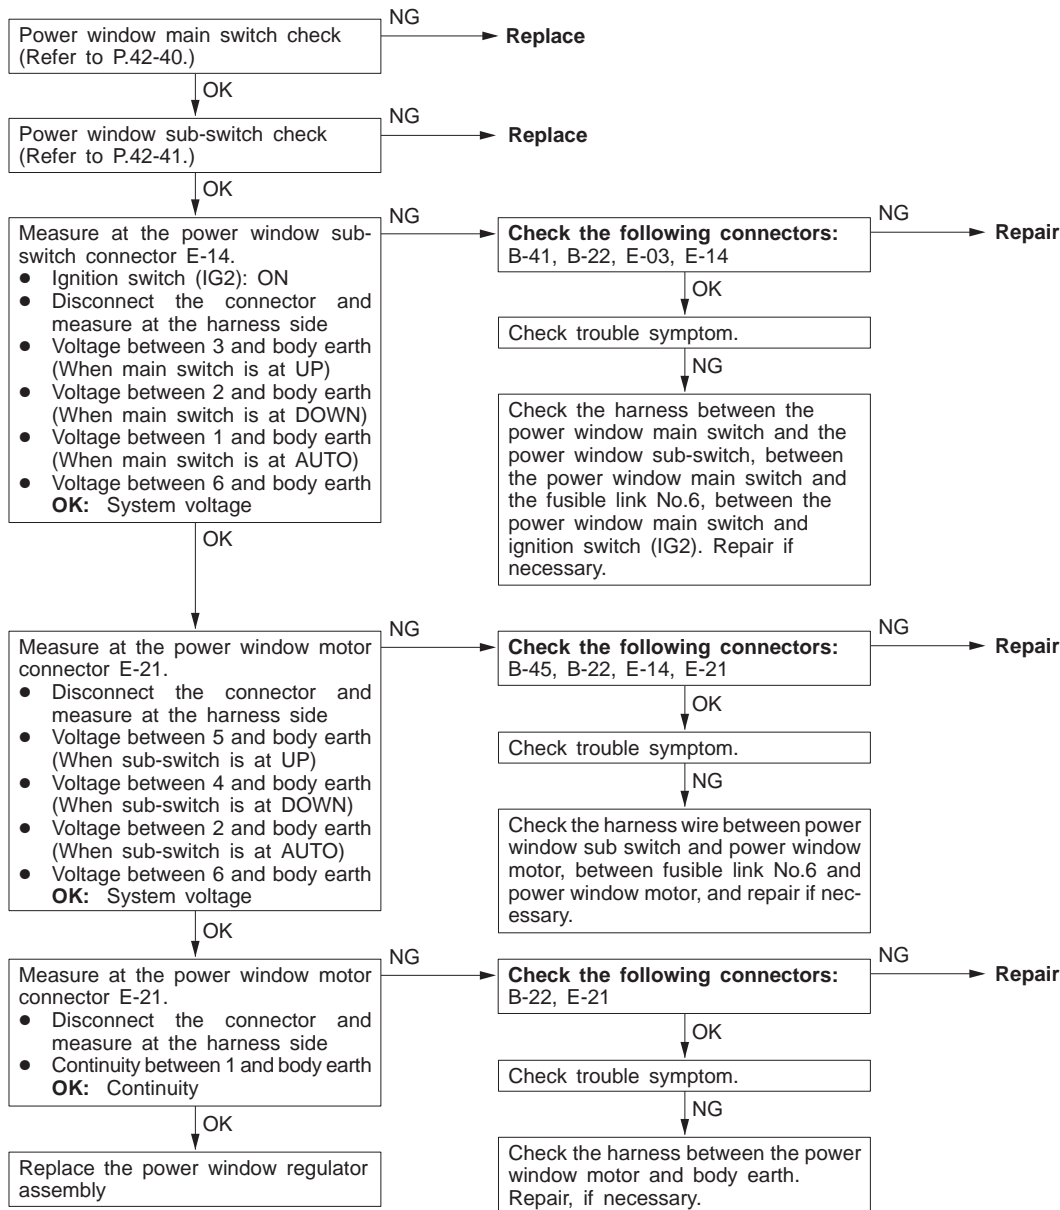 Power window main switch check
(Refer to P.42-40.)
NG
Replace
OK
Power window sub-switch check
(Refer to P.42-41.)
NG
Replace
OK
Measure at the power window sub-
switch connector E-14.
● Ignition switch (IG2): ON
● Disconnect the connector and
measure at the harness side
● Voltage between 3 and body earth
(When main switch is at UP)
● Voltage between 2 and body earth
(When main switch is at DOWN)
● Voltage between 1 and body earth
(When main switch is at AUTO)
● Voltage between 6 and body earth
OK: System voltage
NG
Check the following connectors:
B-41, B-22, E-03, E-14
NG
Repair
OK
Check trouble symptom.
NG
Check the harness between the
power window main switch and the
power window sub-switch, between
the power window main switch and
the fusible link No.6, between the
power window main switch and
ignition switch (IG2). Repair if
necessary.
OK
Measure at the power window motor
connector E-21.
● Disconnect the connector and
measure at the harness side
● Voltage between 5 and body earth
(When sub-switch is at UP)
● Voltage between 4 and body earth
(When sub-switch is at DOWN)
● Voltage between 2 and body earth
(When sub-switch is at AUTO)
● Voltage between 6 and body earth
OK: System voltage
NG
Check the following connectors:
B-45, B-22, E-14, E-21
NG
Repair
OK
Check trouble symptom.
NG
Check the harness wire between power
window sub switch and power window
motor, between fusible link No.6 and
power window motor, and repair if nec-
essary.
OK
Measure at the power window motor
connector E-21.
● Disconnect the connector and
measure at the harness side
● Continuity between 1 and body earth
OK: Continuity
NG
Check the following connectors:
B-22, E-21
NG
Repair
OK
Check trouble symptom.
NG
Check the harness between the power
window motor and body earth.
Repair, if necessary.
OK
Replace the power window regulator
assembly